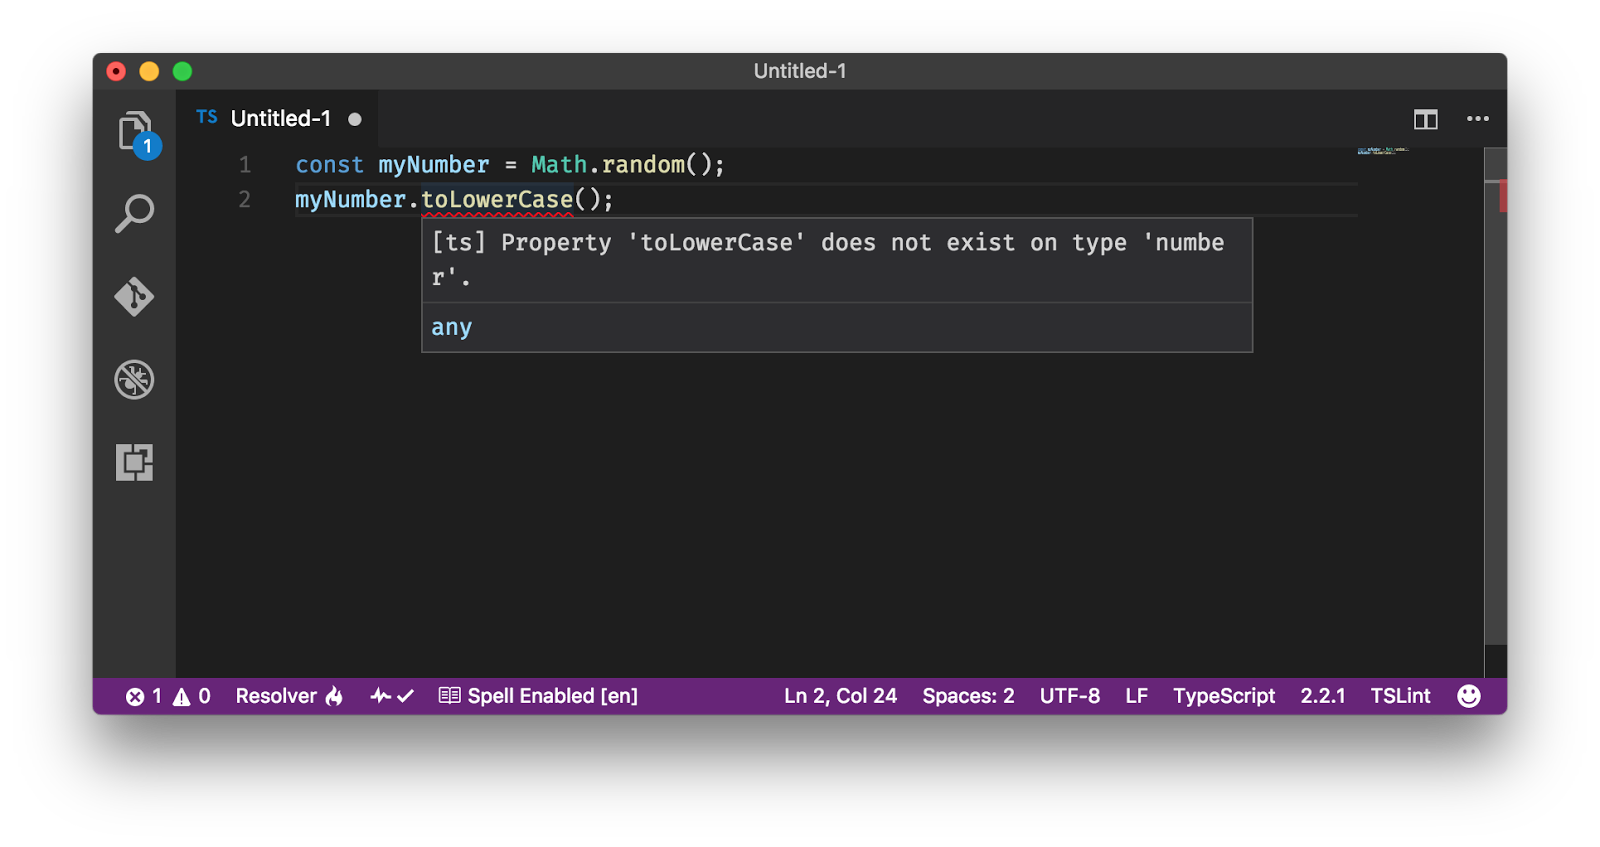 Untitled-1
TS Untitled-1
1
1 const myNumber = Math.random();
2 myNumber.toLowerCase();
[ts] Property 'toLowerCase' does not exist on type 'numbe
r'.
any
1 0 Resolver Spell Enabled [en] Ln 2, Col 24 Spaces: 2 UTF-8 LF TypeScript 2.2.1 TSLint